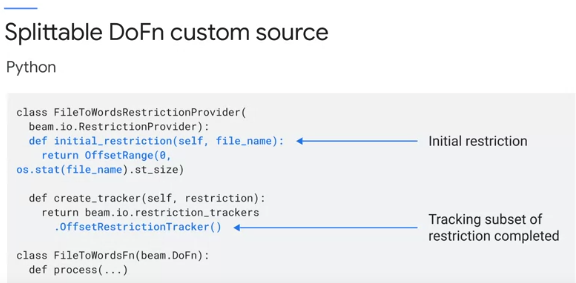 Splittable DoFn custom source
Python
class FileToWordsRestrictionProvider(
beam.io.RestrictionProvider):
def initial_restriction(self, file_name):
return OffsetRange(0,
os.stat(file_name).st_size)
def create_tracker(self, restriction):
return beam.io.restriction_trackers
.OffsetRestrictionTracker()
class FileToWordsFn(beam.DoFn):
def process(...)
Initial restriction
Tracking subset of
restriction completed